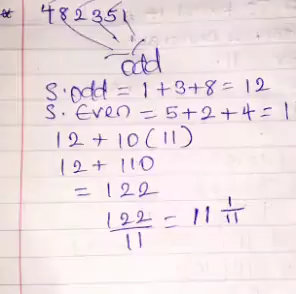 482351
odd
S.odd = 1+3+8 = 12
S. Even = 5+2+4 = 1
12 + 10(11)
12 + 110
= 122
122/11 = 11 1/11